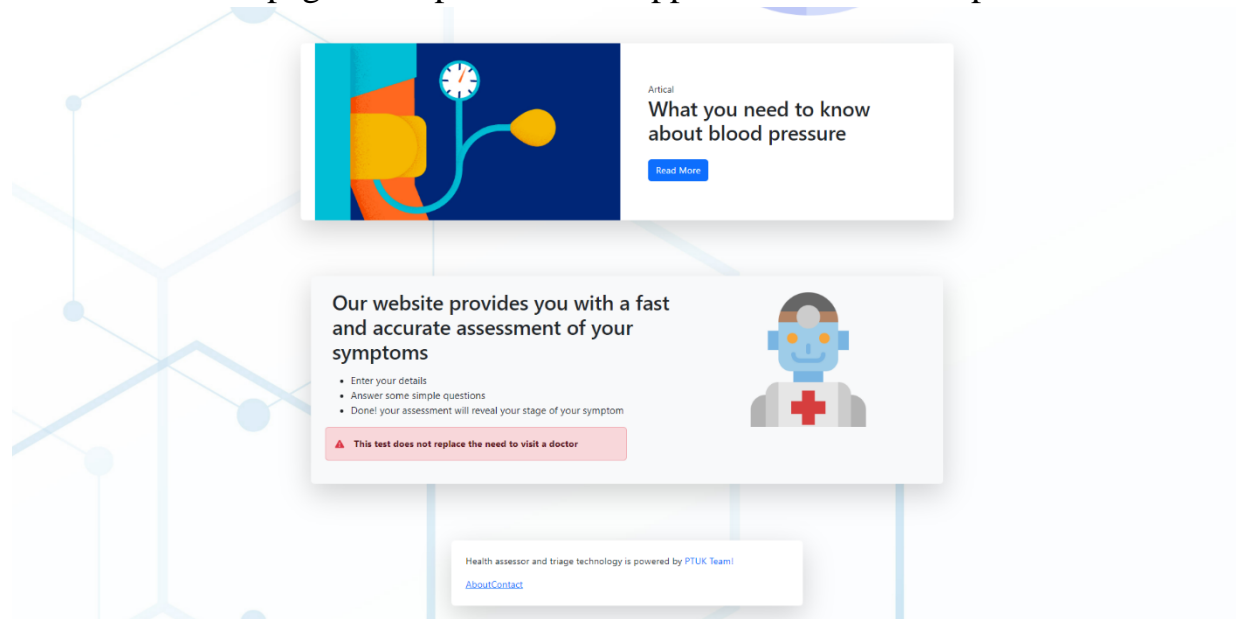 Artical
What you need to know
about blood pressure
Read More
Our website provides you with a fast
and accurate assessment of your
symptoms
• Enter your details
• Answer some simple questions
• Done! your assessment will reveal your stage of your symptom
This test does not replace the need to visit a doctor
Health assessor and triage technology is powered by PTUK Team!
AboutContact